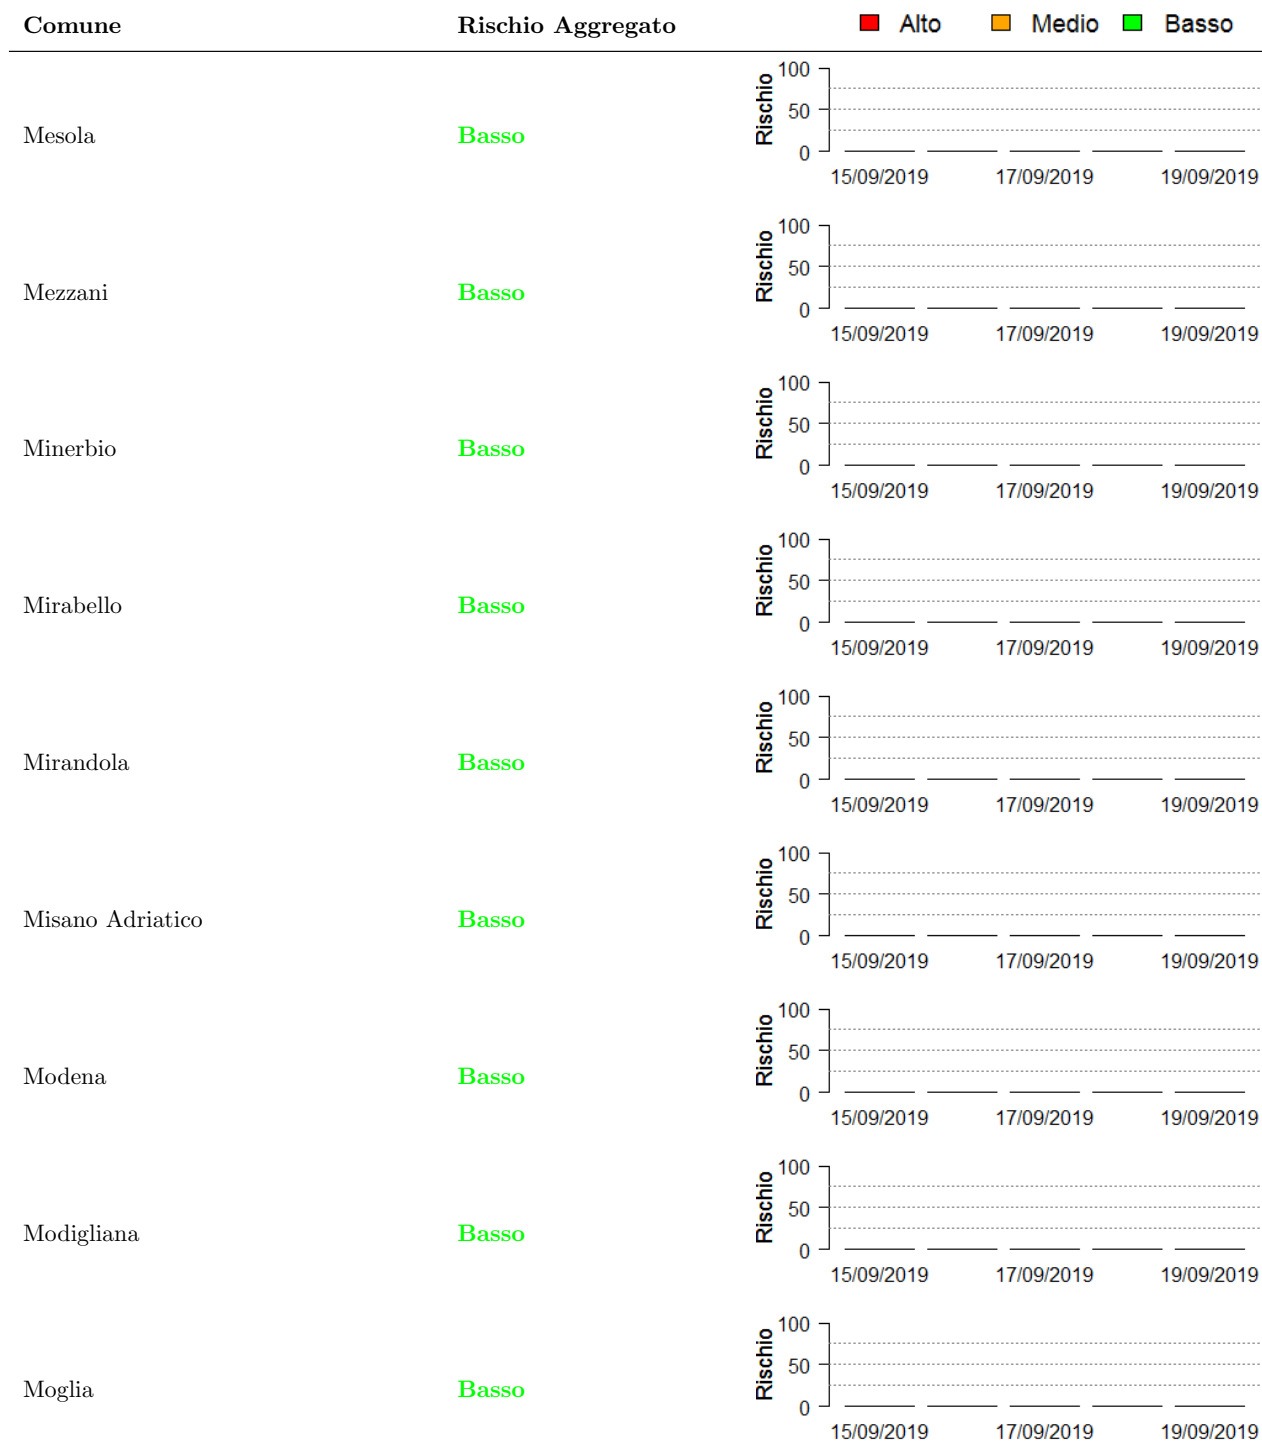 Comune Rischio Aggregato Alto Medio Basso
100
50
0
Rischio
Mesola Basso
15/09/2019 17/09/2019 19/09/2019
100
50
0
Rischio
Mezzani Basso
15/09/2019 17/09/2019 19/09/2019
100
50
0
Rischio
Minerbio Basso
15/09/2019 17/09/2019 19/09/2019
100
50
0
Rischio
Mirabello Basso
15/09/2019 17/09/2019 19/09/2019
100
50
0
Rischio
Mirandola Basso
15/09/2019 17/09/2019 19/09/2019
100
50
0
Rischio
Misano Adriatico Basso
15/09/2019 17/09/2019 19/09/2019
100
50
0
Rischio
Modena Basso
15/09/2019 17/09/2019 19/09/2019
100
50
0
Rischio
Modigliana Basso
15/09/2019 17/09/2019 19/09/2019
100
50
0
Rischio
Moglia Basso
15/09/2019 17/09/2019 19/09/2019